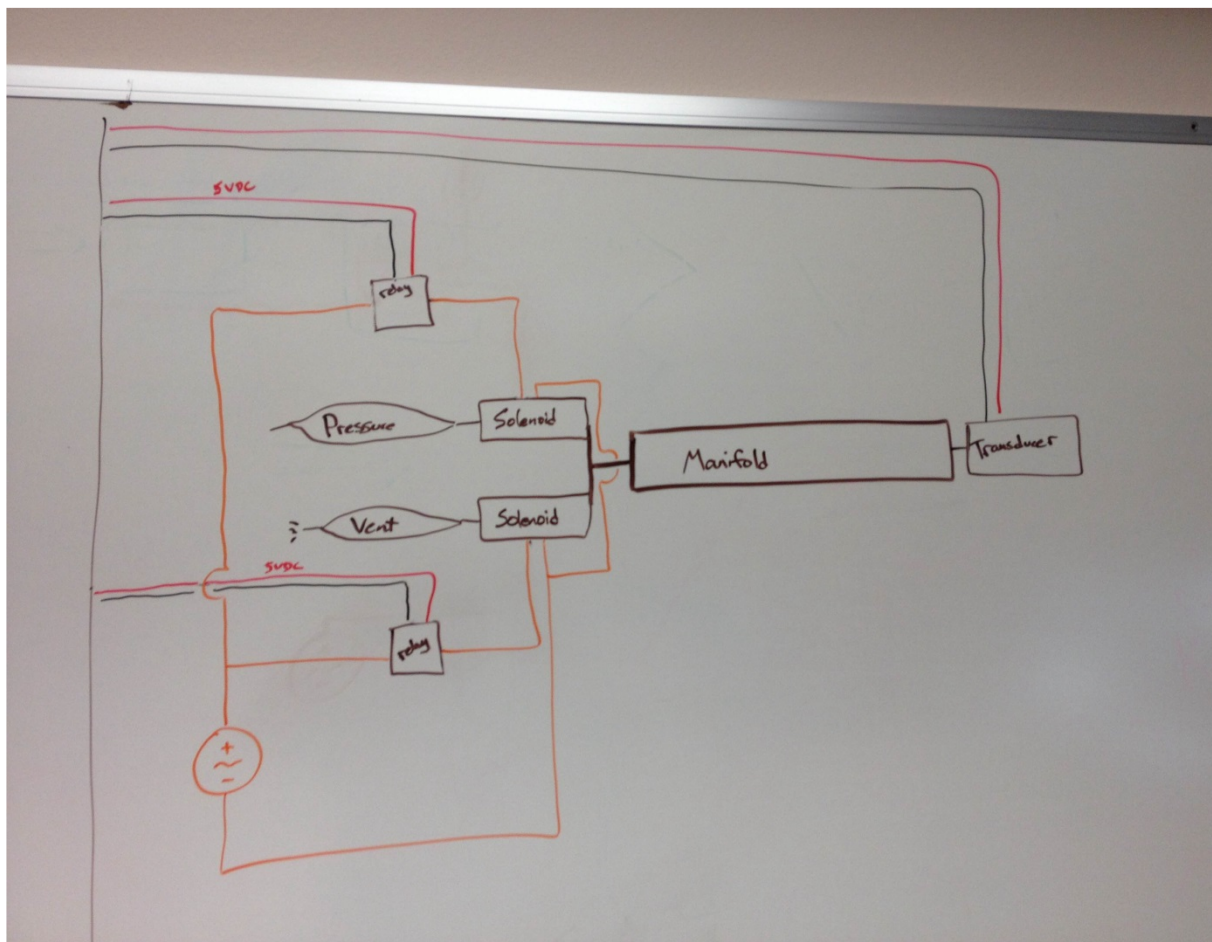 5VDC
relay
Pressure
Solenoid
Manifold
Transducer
Vent
Solenoid
5VDC
relay
+
~
-